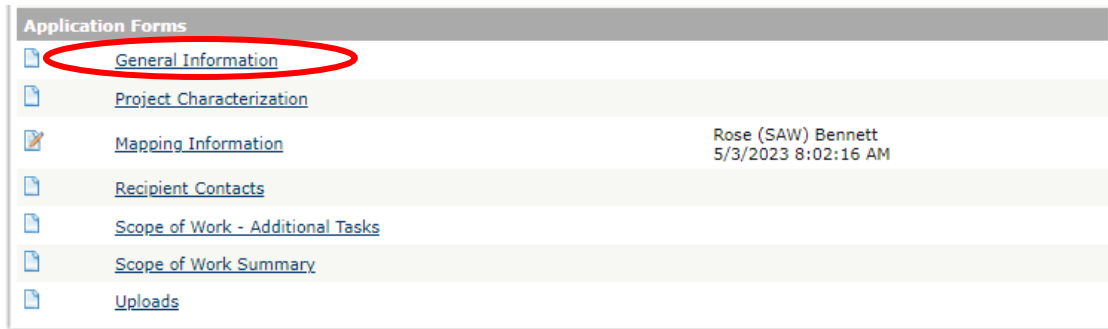 Application Forms
General Information
Project Characterization
Mapping Information Rose (SAW) Bennett
5/3/2023 8:02:16 AM
Recipient Contacts
Scope of Work - Additional Tasks
Scope of Work Summary
Uploads